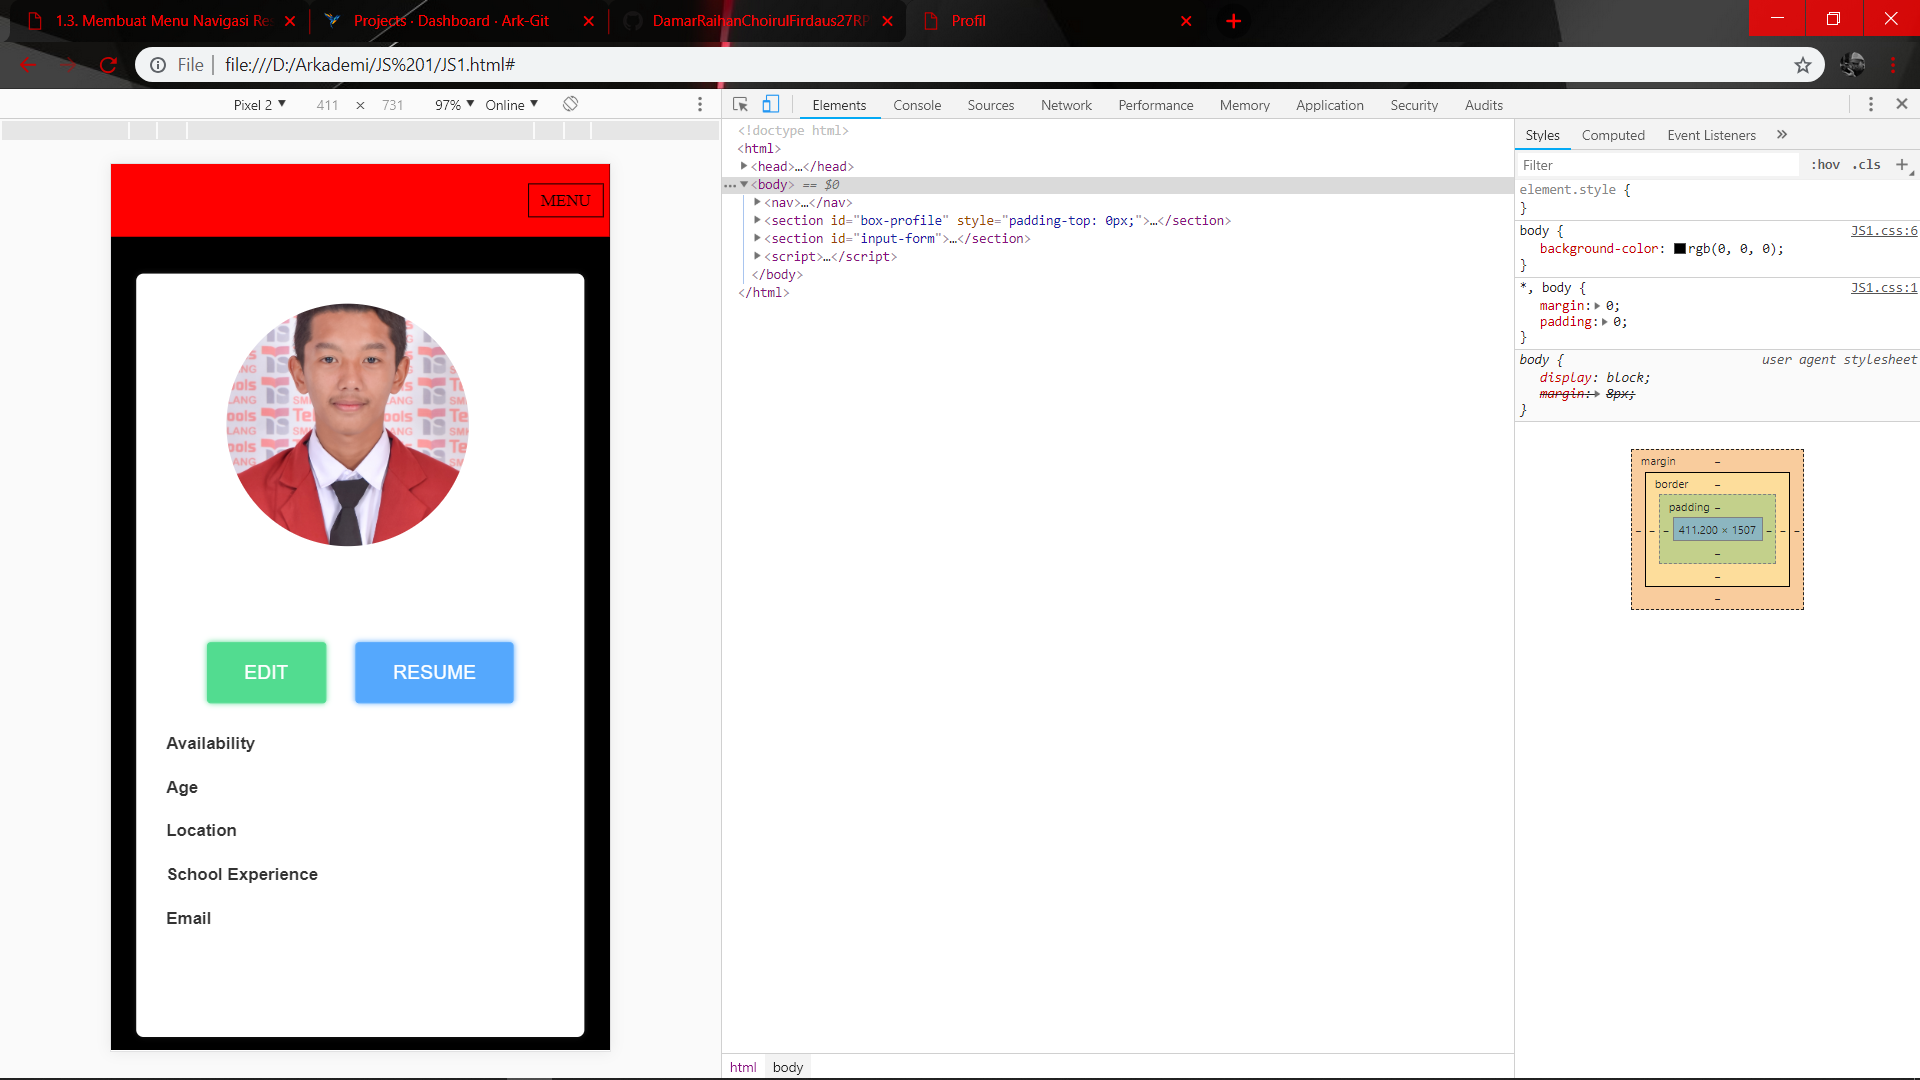 1.3. Membuat Menu Navigasi Res
Projects · Dashboard · Ark-Git
DamarRaihanChoirulFirdaus27RP
Profil
File
file:///D:/Arkademi/JS%201/JS1.html#
Pixel 2 ▼ 411 × 731 97% ▼ Online ▼
Elements Console Sources Network Performance Memory Application Security Audits
MENU
EDIT
RESUME
Availability
Age
Location
School Experience
Email
<!doctype html>
<html>
<head>…</head>
<body> == $0
<nav>…</nav>
<section id="box-profile" style="padding-top: 0px;">…</section>
<section id="input-form">…</section>
<script>…</script>
</body>
</html>
html body
Styles Computed Event Listeners »
Filter :hov .cls +
element.style {
}
body { JS1.css:6
background-color: rgb(0, 0, 0);
}
*, body { JS1.css:1
margin: 0;
padding: 0;
}
body { user agent stylesheet
display: block;
margin: 8px;
}
margin –
border –
padding –
– – – 411.200 × 1507 – – –
–
–
–